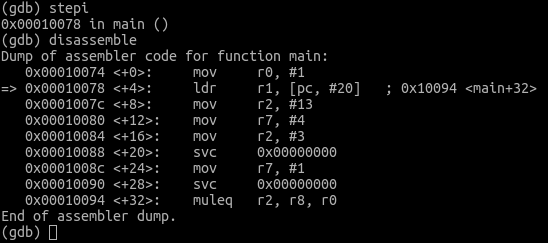 (gdb) stepi
0x00010078 in main ()
(gdb) disassemble
Dump of assembler code for function main:
   0x00010074 <+0>:	mov	r0, #1
=> 0x00010078 <+4>:	ldr	r1, [pc, #20]	; 0x10094 <main+32>
   0x0001007c <+8>:	mov	r2, #13
   0x00010080 <+12>:	mov	r7, #4
   0x00010084 <+16>:	mov	r2, #3
   0x00010088 <+20>:	svc	0x00000000
   0x0001008c <+24>:	mov	r7, #1
   0x00010090 <+28>:	svc	0x00000000
   0x00010094 <+32>:	muleq	r2, r8, r0
End of assembler dump.
(gdb)